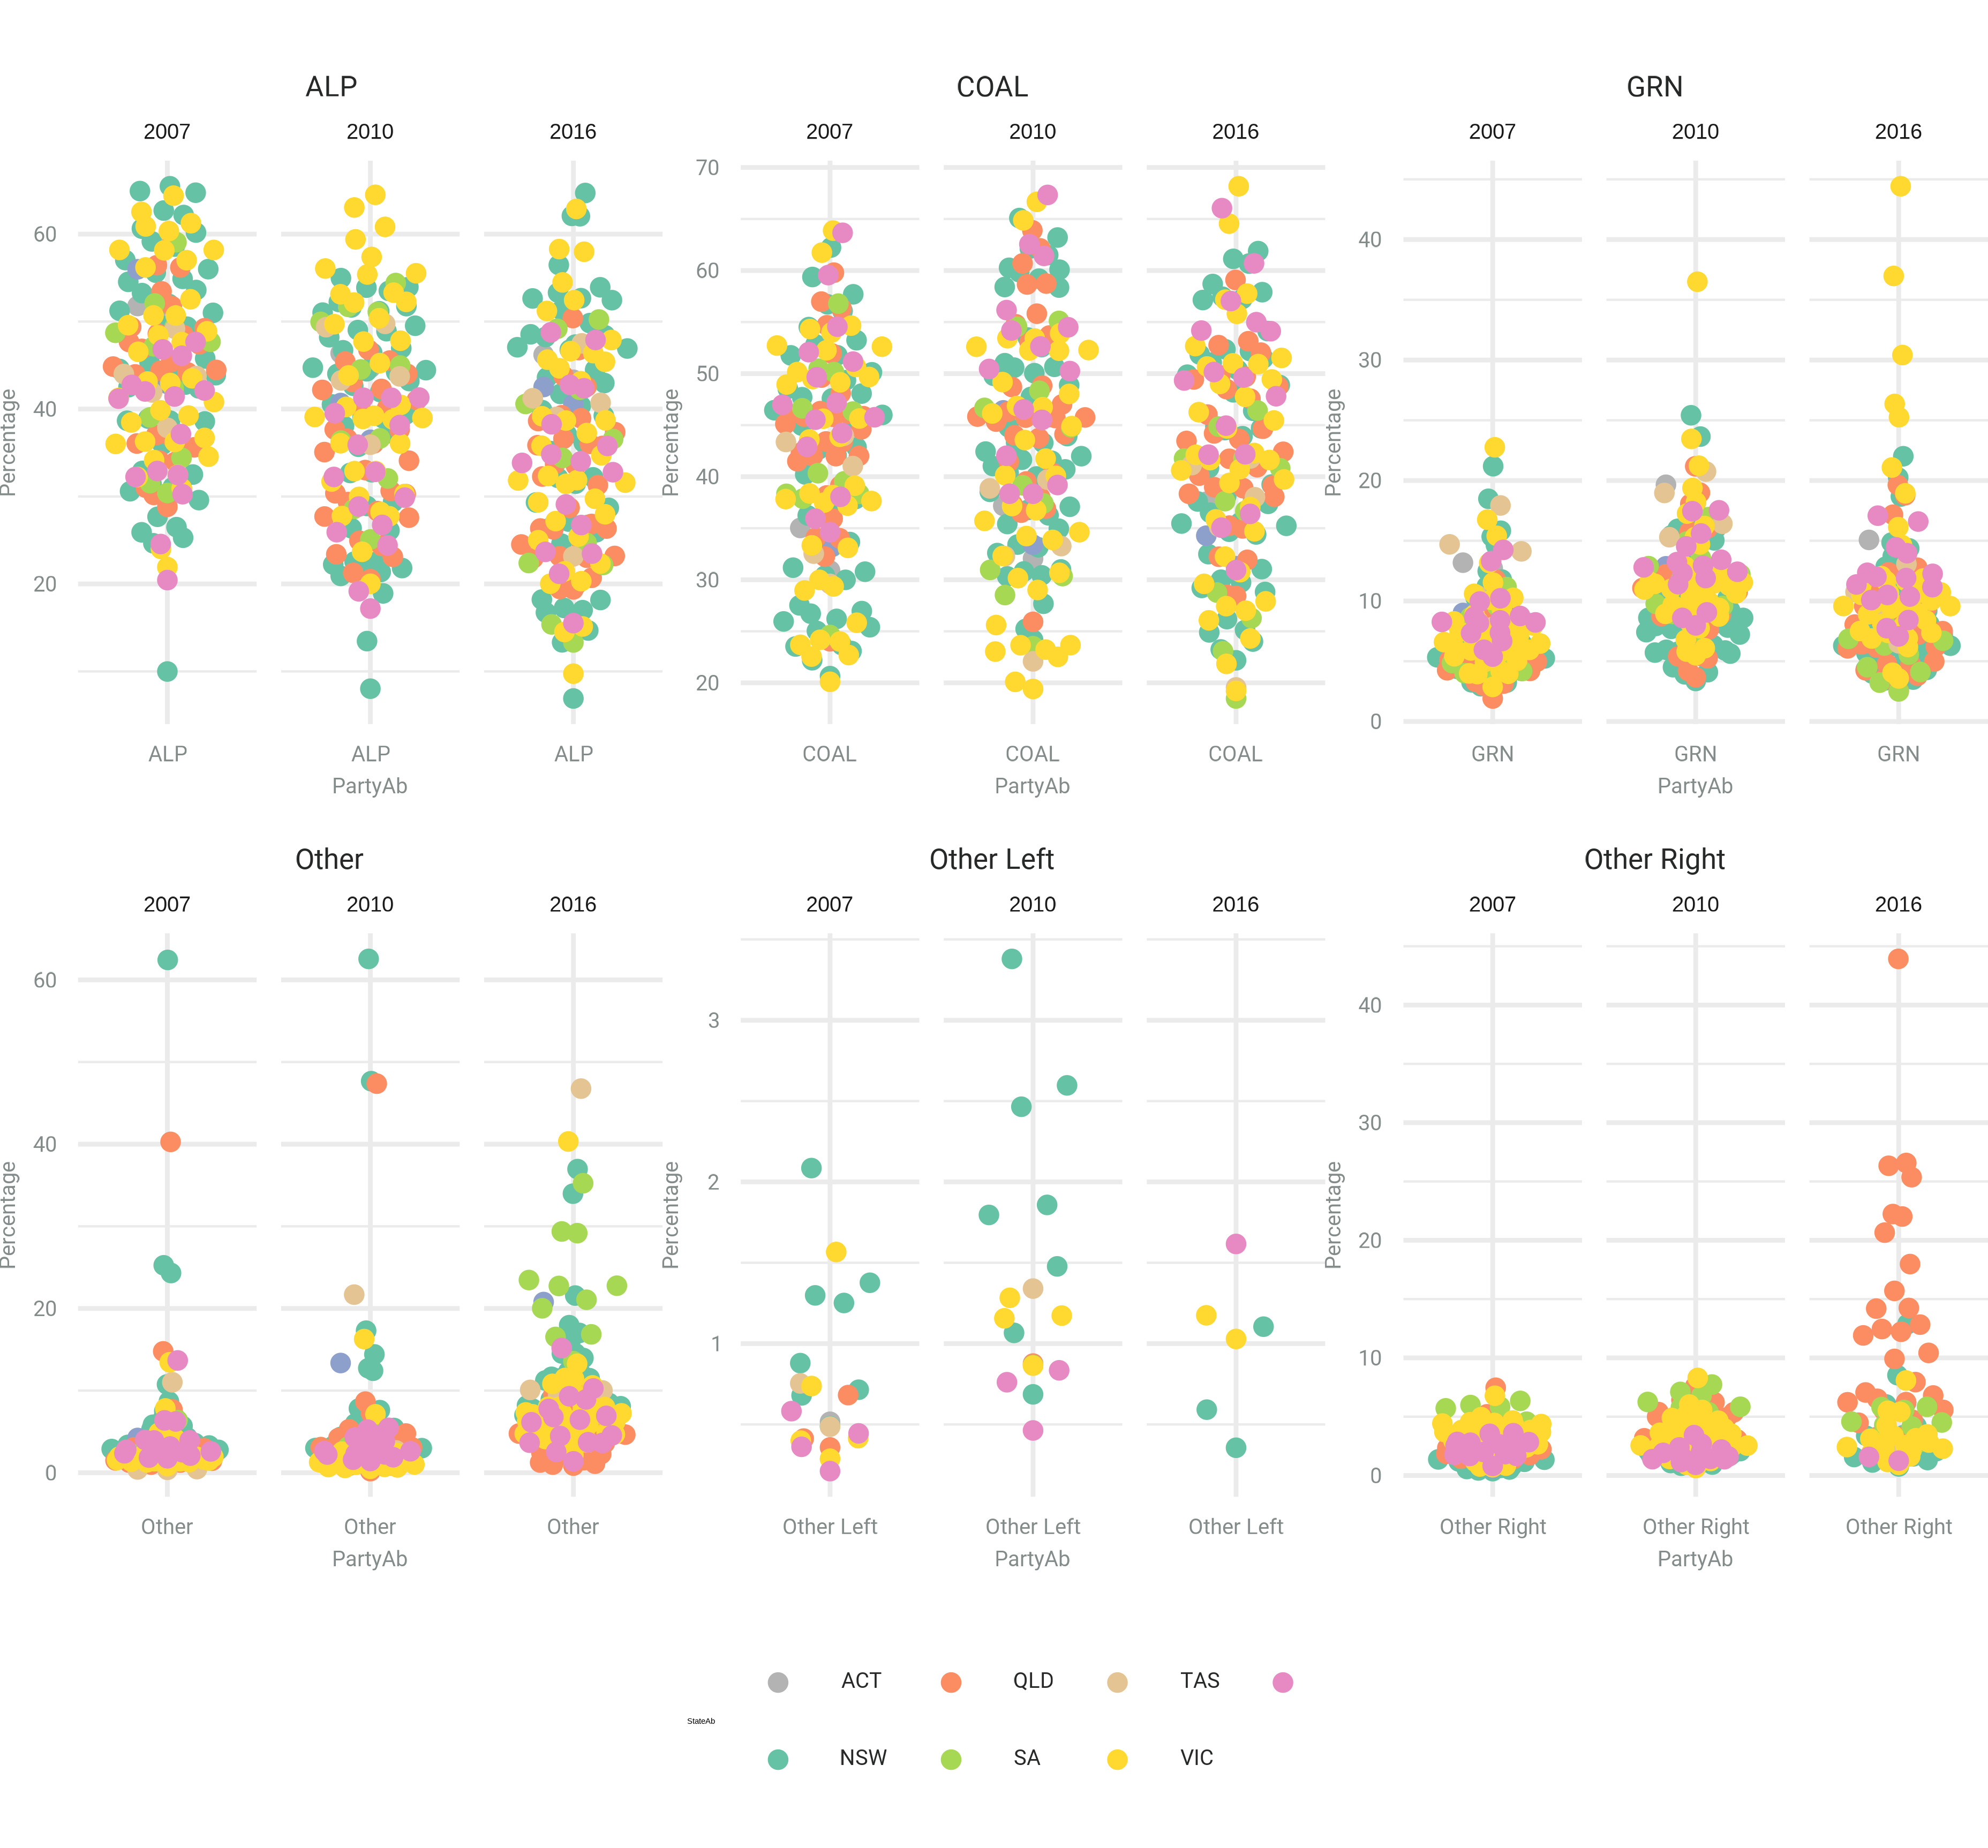 ALP
COAL
GRN
2007 2010 2016
2007 2010 2016
2007 2010 2016
Percentage
60
40
20
Percentage
70
60
50
40
30
20
Percentage
40
30
20
10
0
ALP ALP ALP
COAL COAL COAL
GRN GRN GRN
PartyAb
PartyAb
PartyAb
Other
Other Left
Other Right
2007 2010 2016
2007 2010 2016
2007 2010 2016
Percentage
60
40
20
0
Percentage
3
2
1
Percentage
40
30
20
10
0
Other Other Other
Other Left Other Left Other Left
Other Right Other Right Other Right
PartyAb
PartyAb
PartyAb
StateAb
ACT QLD TAS
NSW SA VIC